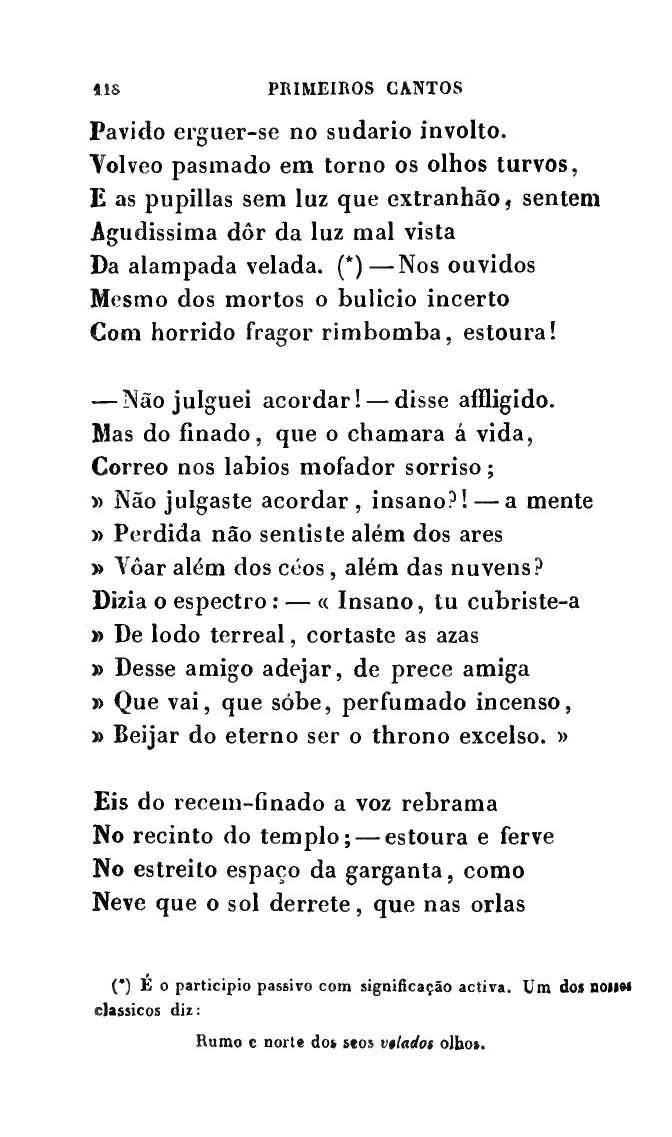 118 PRIMEIROS CANTOS
Pavido erguer-se no sudario involto.
Volveo pasmado em torno os olhos turvos,
E as pupillas sem luz que extranhão, sentem
Agudissima dôr da luz mal vista
Da alampada velada. (*) — Nos ouvidos
Mesmo dos mortos o bulicio incerto
Com horrido fragor rimbomba, estoura!
— Não julguei acordar! — disse affligido.
Mas do finado, que o chamara á vida,
Correo nos labios mofador sorriso;
» Não julgaste acordar, insano?! — a mente
» Perdida não sentiste além dos ares
» Vôar além dos céos, além das nuvens?
Dizia o espectro: — « Insano, tu cubriste-a
» De lodo terreal, cortaste as azas
» Desse amigo adejar, de prece amiga
» Que vai, que sóbe, perfumado incenso,
» Beijar do eterno ser o throno excelso. »
Eis do recem-finado a voz rebrama
No recinto do templo; — estoura e ferve
No estreito espaço da garganta, como
Neve que o sol derrete, que nas orlas
(*) É o participio passivo com significação activa. Um dos nossos
classicos diz:
Rumo e norte dos seos velados olhos.